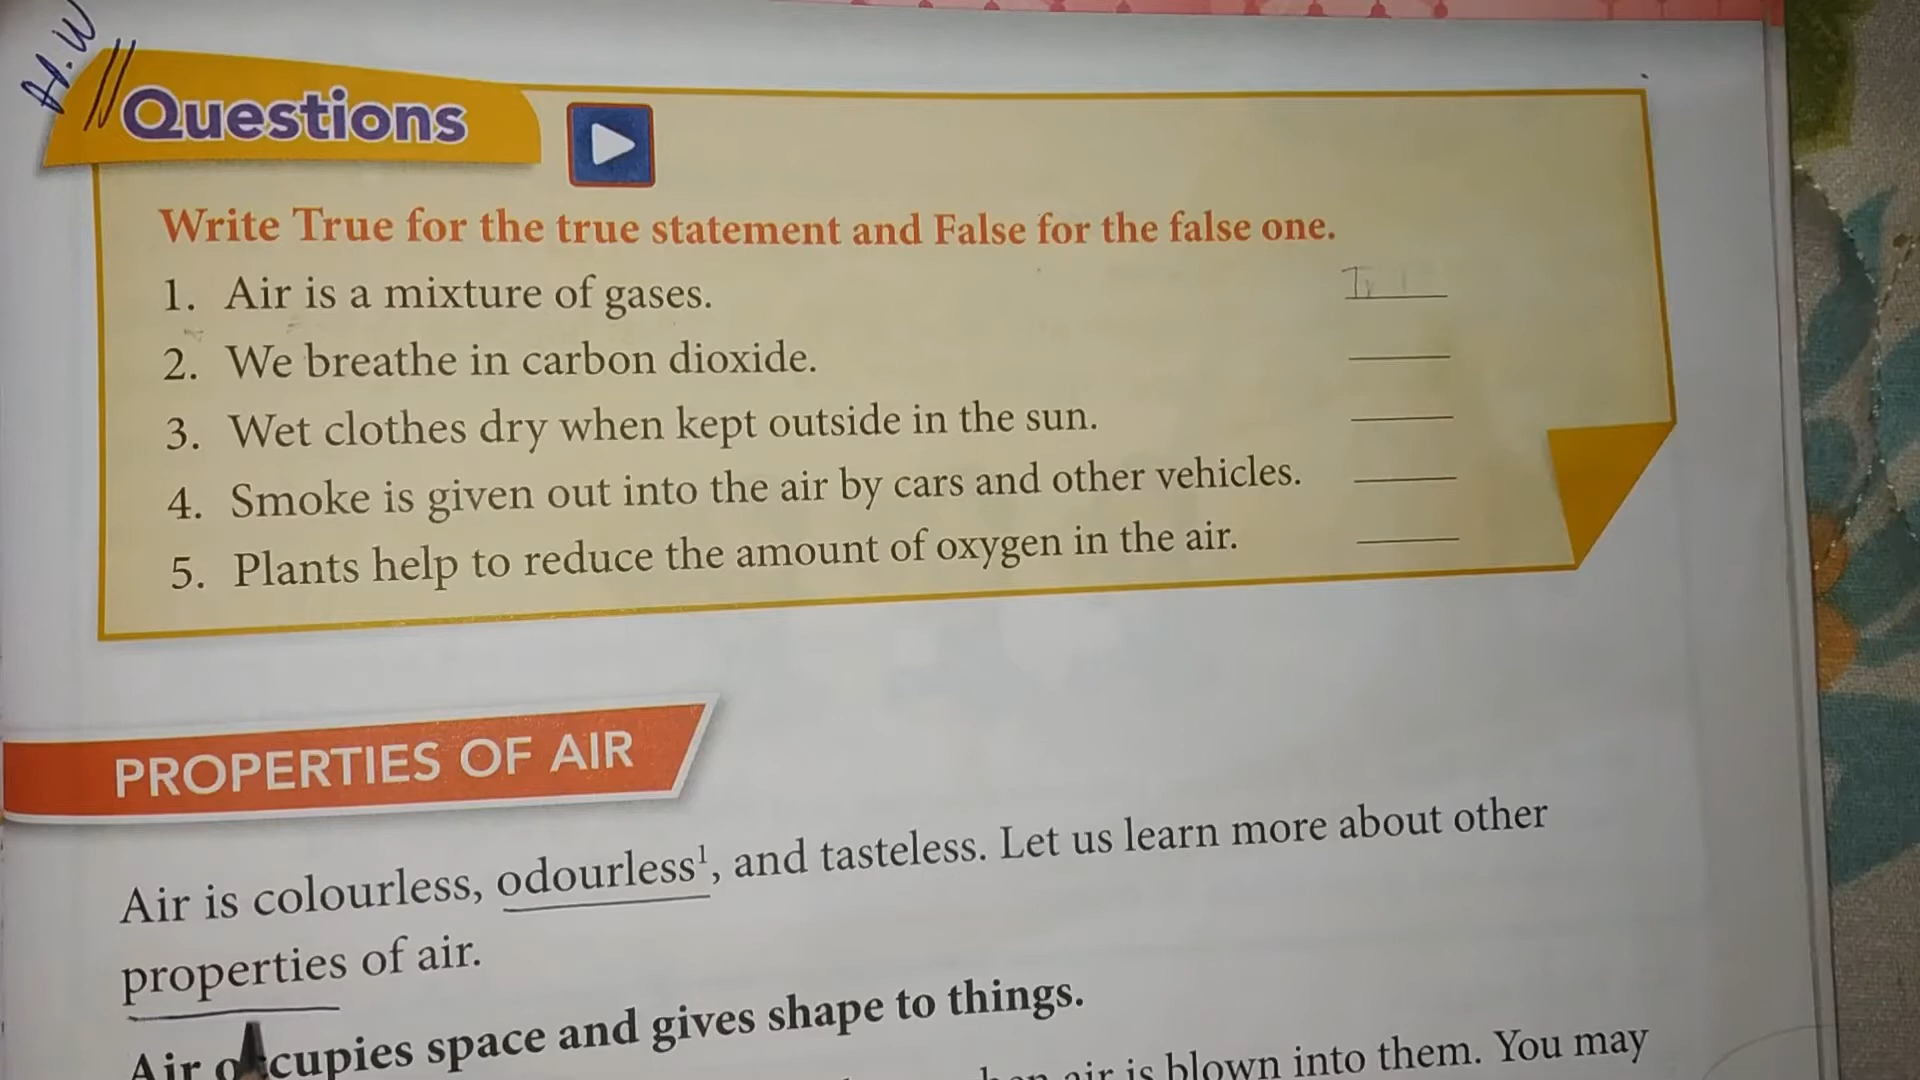 H.W
Questions
Write True for the true statement and False for the false one.
1. Air is a mixture of gases.
2. We breathe in carbon dioxide.
3. Wet clothes dry when kept outside in the sun.
4. Smoke is given out into the air by cars and other vehicles.
5. Plants help to reduce the amount of oxygen in the air.
PROPERTIES OF AIR
Air is colourless, odourless¹, and tasteless. Let us learn more about other
properties of air.
Air occupies space and gives shape to things.
air is blown into them. You may